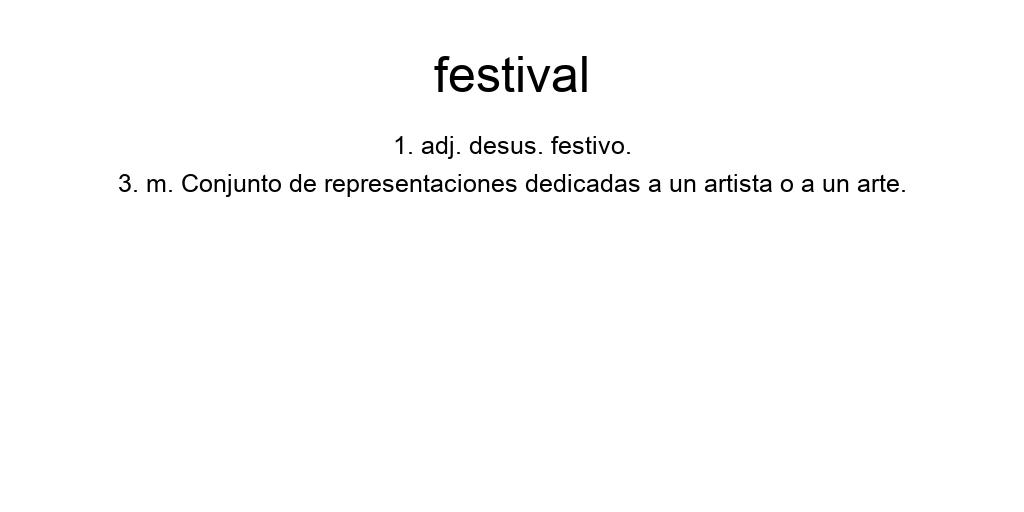 festival
1. adj. desus. festivo.
3. m. Conjunto de representaciones dedicadas a un artista o a un arte.